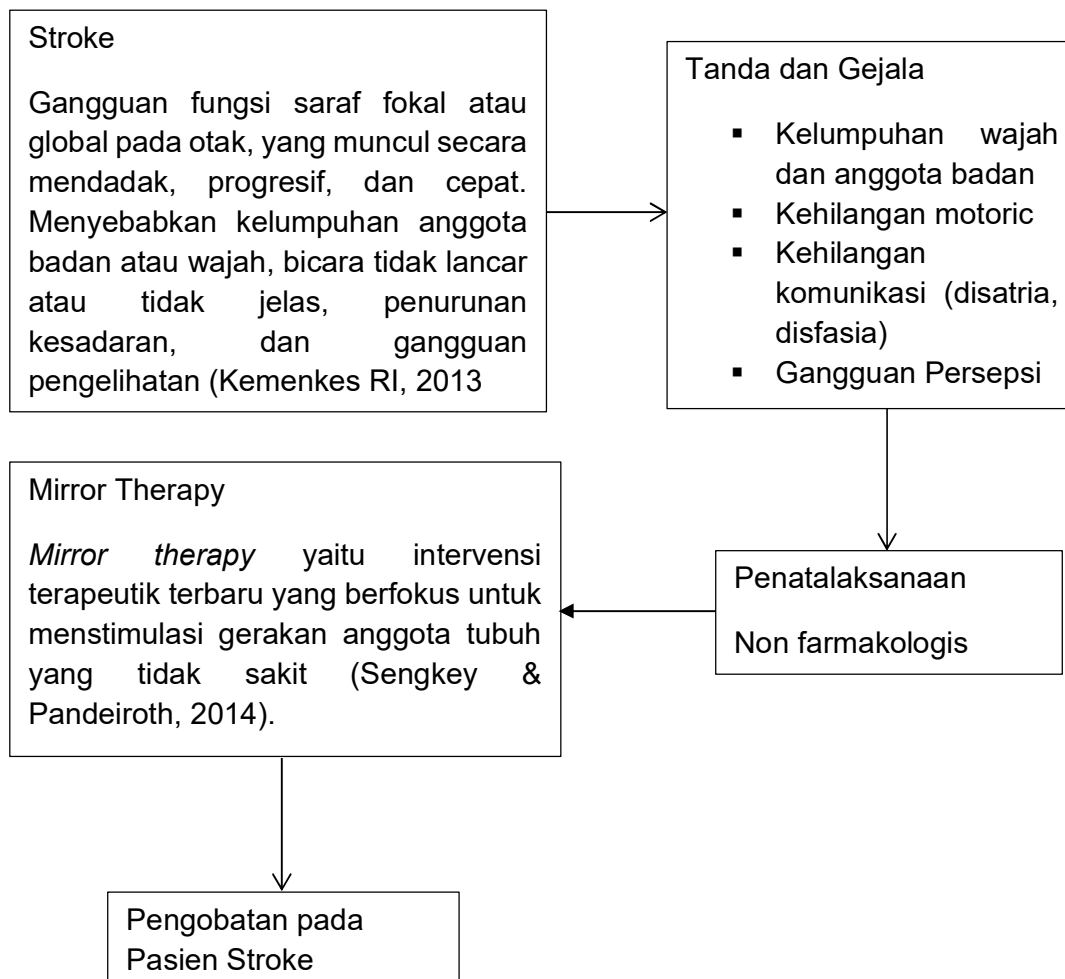 Stroke
Gangguan fungsi saraf fokal atau
global pada otak, yang muncul secara
mendadak, progresif, dan cepat.
Menyebabkan kelumpuhan anggota
badan atau wajah, bicara tidak lancar
atau tidak jelas, penurunan
kesadaran, dan gangguan
pengelihatan (Kemenkes RI, 2013
Tanda dan Gejala
▪ Kelumpuhan wajah
dan anggota badan
▪ Kehilangan motoric
▪ Kehilangan
komunikasi (disatria,
disfasia)
▪ Gangguan Persepsi
Penatalaksanaan
Non farmakologis
Mirror Therapy
Mirror therapy yaitu intervensi
terapeutik terbaru yang berfokus untuk
menstimulasi gerakan anggota tubuh
yang tidak sakit (Sengkey &
Pandeiroth, 2014).
Pengobatan pada
Pasien Stroke